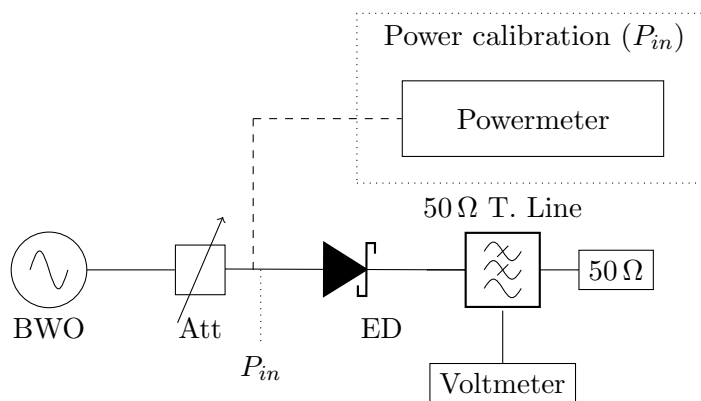 Power calibration (P_in)
Powermeter
50 Ω T. Line
50 Ω
BWO
Att
ED
P_in
Voltmeter